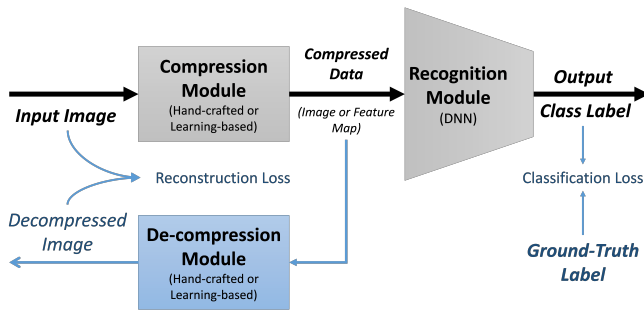 Compression
Module
(Hand-crafted or
Learning-based)
Compressed
Data
(Image or Feature
Map)
Recognition
Module
(DNN)
Output
Class Label
Input Image
Reconstruction Loss
Classification Loss
Decompressed
Image
De-compression
Module
(Hand-crafted or
Learning-based)
Ground-Truth
Label